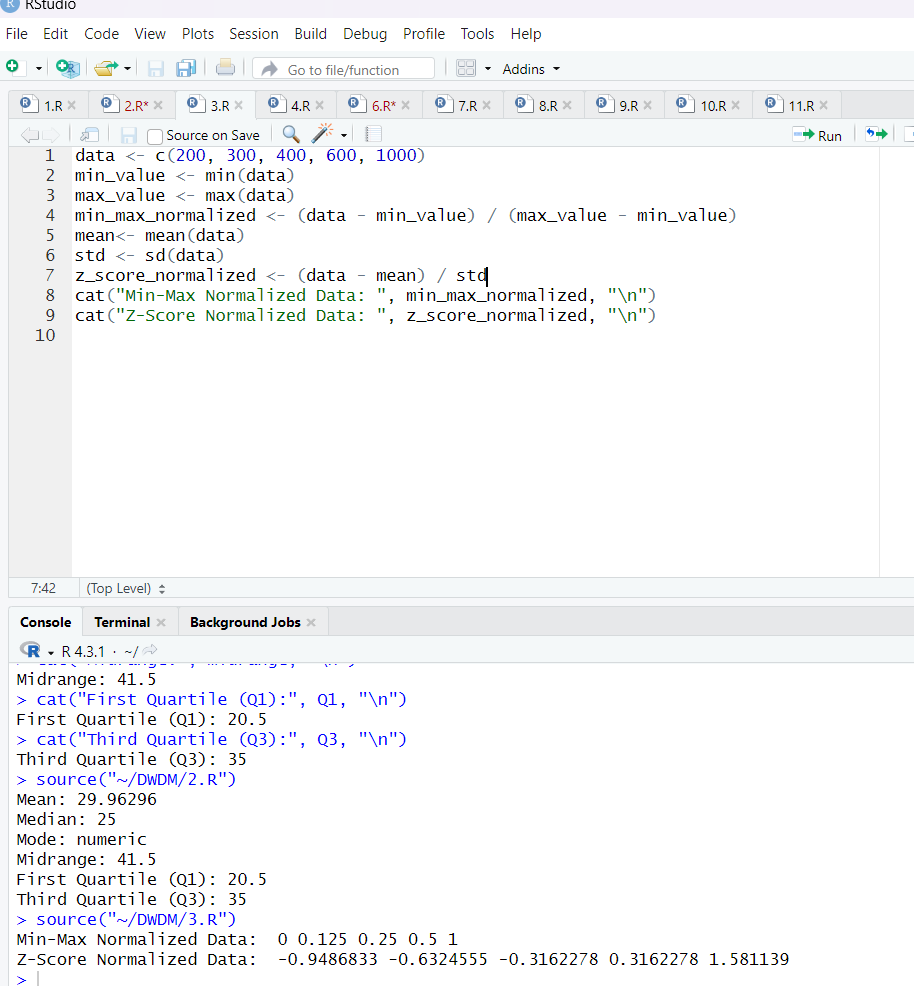 RStudio
File Edit Code View Plots Session Build Debug Profile Tools Help
Go to file/function Addins
1.R 2.R* 3.R 4.R 6.R* 7.R 8.R 9.R 10.R 11.R
Source on Save Run
1 data <- c(200, 300, 400, 600, 1000)
2 min_value <- min(data)
3 max_value <- max(data)
4 min_max_normalized <- (data - min_value) / (max_value - min_value)
5 mean<- mean(data)
6 std <- sd(data)
7 z_score_normalized <- (data - mean) / std
8 cat("Min-Max Normalized Data: ", min_max_normalized, "\n")
9 cat("Z-Score Normalized Data: ", z_score_normalized, "\n")
10
7:42 (Top Level)
Console Terminal Background Jobs
R 4.3.1 · ~/
Midrange: 41.5
> cat("First Quartile (Q1):", Q1, "\n")
First Quartile (Q1): 20.5
> cat("Third Quartile (Q3):", Q3, "\n")
Third Quartile (Q3): 35
> source("~/DWDM/2.R")
Mean: 29.96296
Median: 25
Mode: numeric
Midrange: 41.5
First Quartile (Q1): 20.5
Third Quartile (Q3): 35
> source("~/DWDM/3.R")
Min-Max Normalized Data:  0 0.125 0.25 0.5 1
Z-Score Normalized Data:  -0.9486833 -0.6324555 -0.3162278 0.3162278 1.581139
>